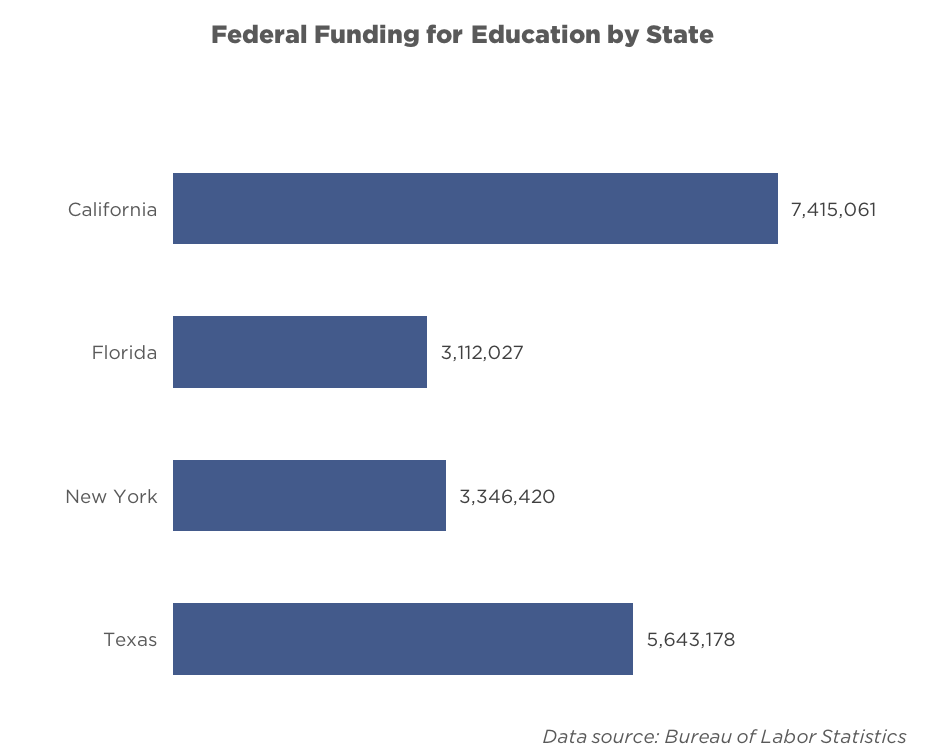 Federal Funding for Education by State
California 7,415,061
Florida 3,112,027
New York 3,346,420
Texas 5,643,178
Data source: Bureau of Labor Statistics